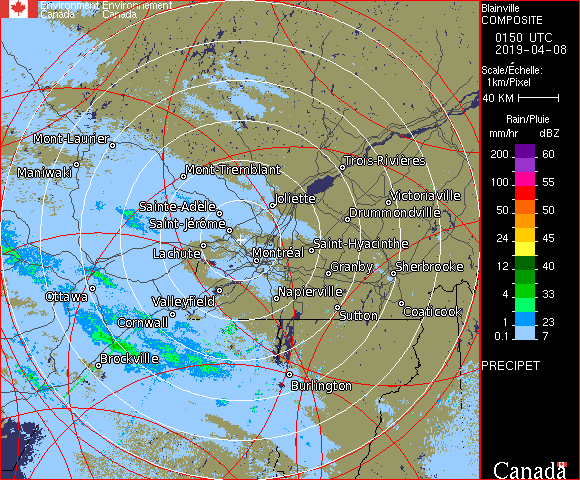 Environment Environnement
Canada Canada
Blainville
COMPOSITE
0150 UTC
2019-04-08
Scale/Échelle:
1km/Pixel
40 KM
Rain/Pluie
mm/hr dBZ
200 60
100 55
50 50
24 45
12 40
4 33
1 23
0.1 7
PRECIPET
Mont-Laurier
Maniwaki
Mont-Tremblant
Trois-Rivières
Sainte-Adèle
Joliette
Victoriaville
Drummondville
Saint-Jérôme
Lachute
Montréal
Saint-Hyacinthe
Granby
Sherbrooke
Ottawa
Valleyfield
Napierville
Cornwall
Sutton
Coaticook
Brockville
Burlington
Canada